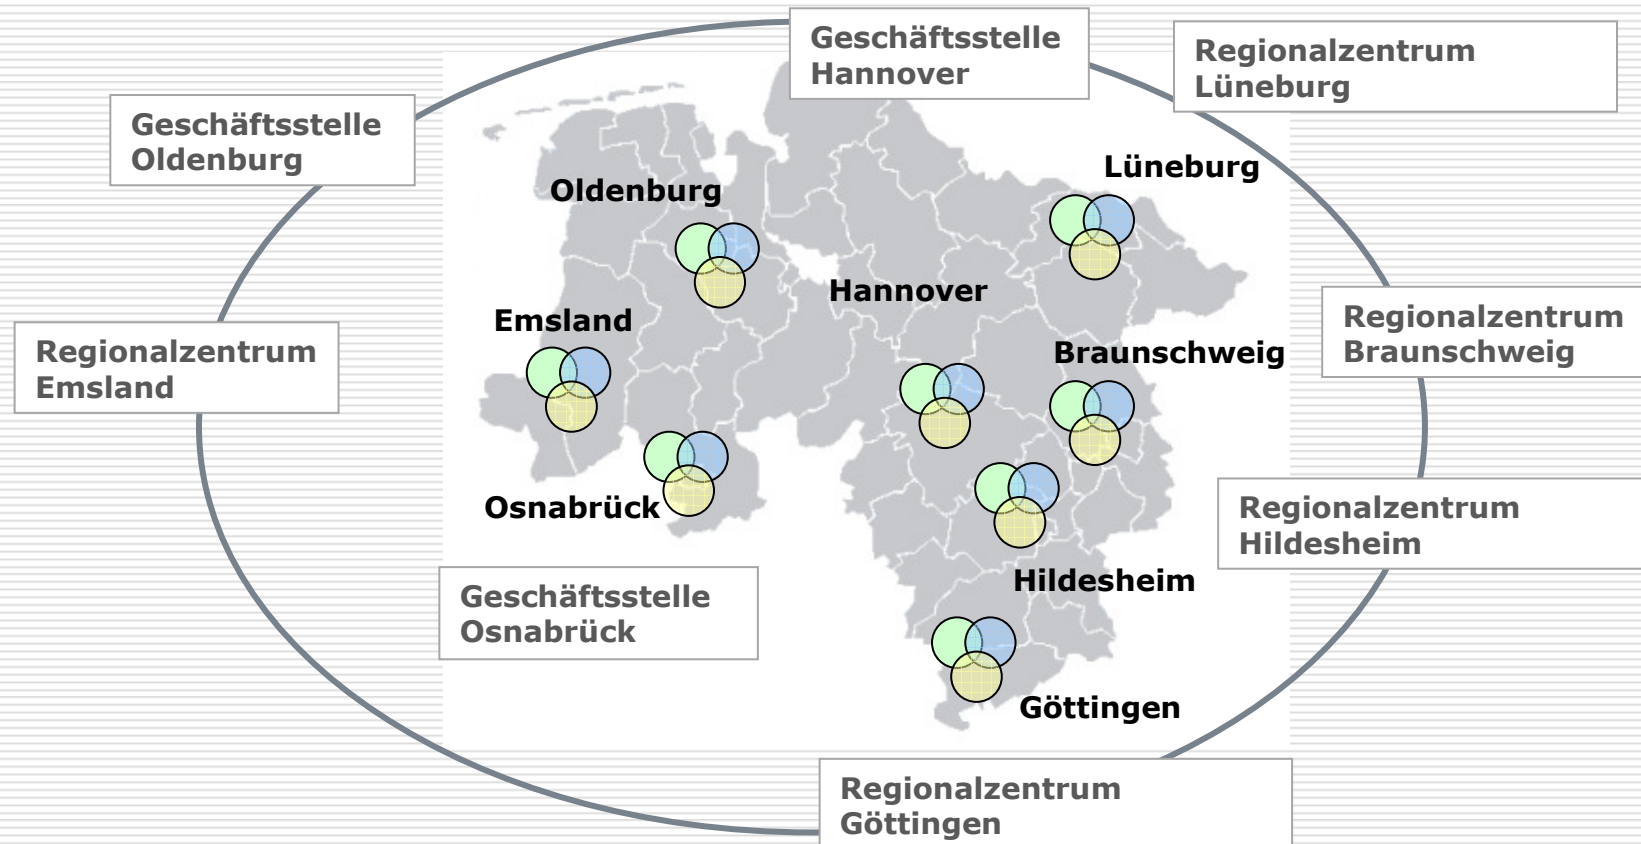 Geschäftsstelle
Hannover
Regionalzentrum
Lüneburg
Geschäftsstelle
Oldenburg
Lüneburg
Oldenburg
Hannover
Emsland
Regionalzentrum
Braunschweig
Regionalzentrum
Emsland
Braunschweig
Osnabrück
Regionalzentrum
Hildesheim
Hildesheim
Geschäftsstelle
Osnabrück
Göttingen
Regionalzentrum
Göttingen